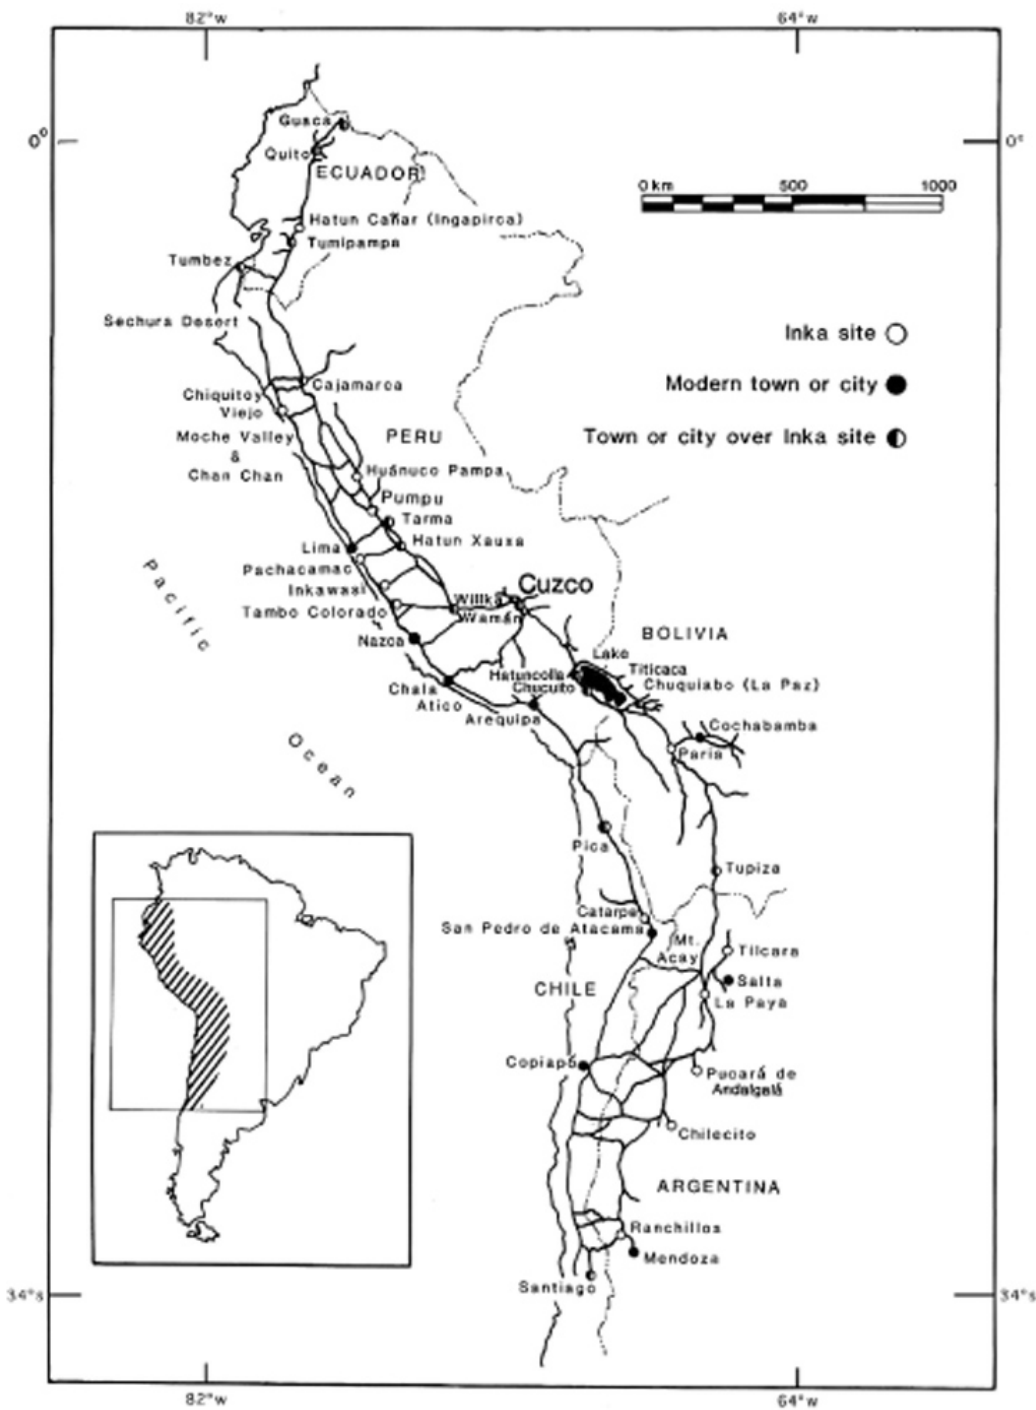 82°w
64°w
Guaca
0°
0°
Quito
ECUADOR
0 km
500
1000
Hatun Cañar (Ingapirca)
Tumipampa
Tumbez
Sechura Desert
Inka site
Cajamarca
Modern town or city
Chiquitoy
Viejo
Moche Valley
&
Chan Chan
PERU
Town or city over Inka site
Huánuco Pampa
Pumpu
Tarma
Hatun Xauxa
Lima
Pachacamac
Inkawasi
Tambo Colorado
Pacific
Ocean
Cuzco
Willka
Wamán
Nazca
BOLIVIA
Lake
Titicaca
Hatuncolla
Chucuito
Chuquiabo (La Paz)
Chala
Atico
Arequipa
Cochabamba
Paria
Pica
Tupiza
Catarpe
San Pedro de Atacama
Mt.
Acay
Tilcara
Salta
CHILE
La Paya
Copiapó
Pucará de
Andalgalá
Chilecito
ARGENTINA
Ranchillos
Mendoza
Santiago
34°s
34°s
82°w
64°w